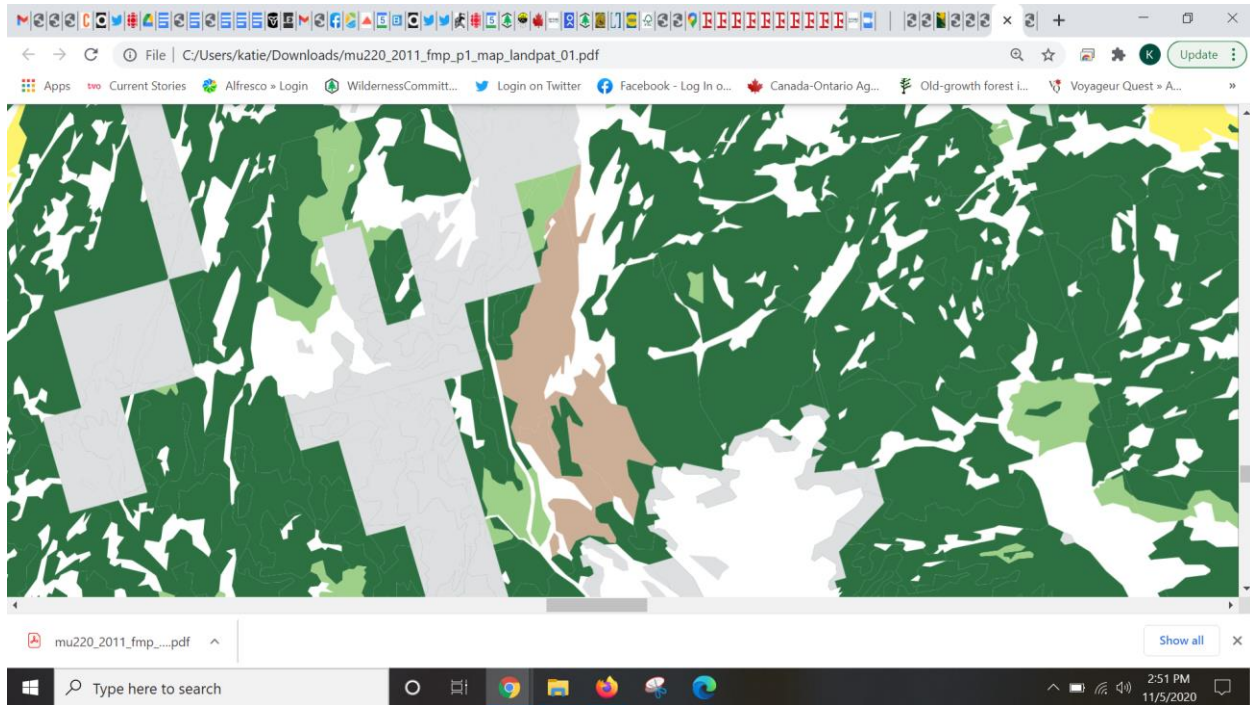 File | C:/Users/katie/Downloads/mu220_2011_fmp_p1_map_landpat_01.pdf K Update
Apps two Current Stories Alfresco » Login WildernessCommitt... Login on Twitter Facebook - Log In o... Canada-Ontario Ag... Old-growth forest i... Voyageur Quest » A... »
mu220_2011_fmp_....pdf Show all
Type here to search 2:51 PM
11/5/2020